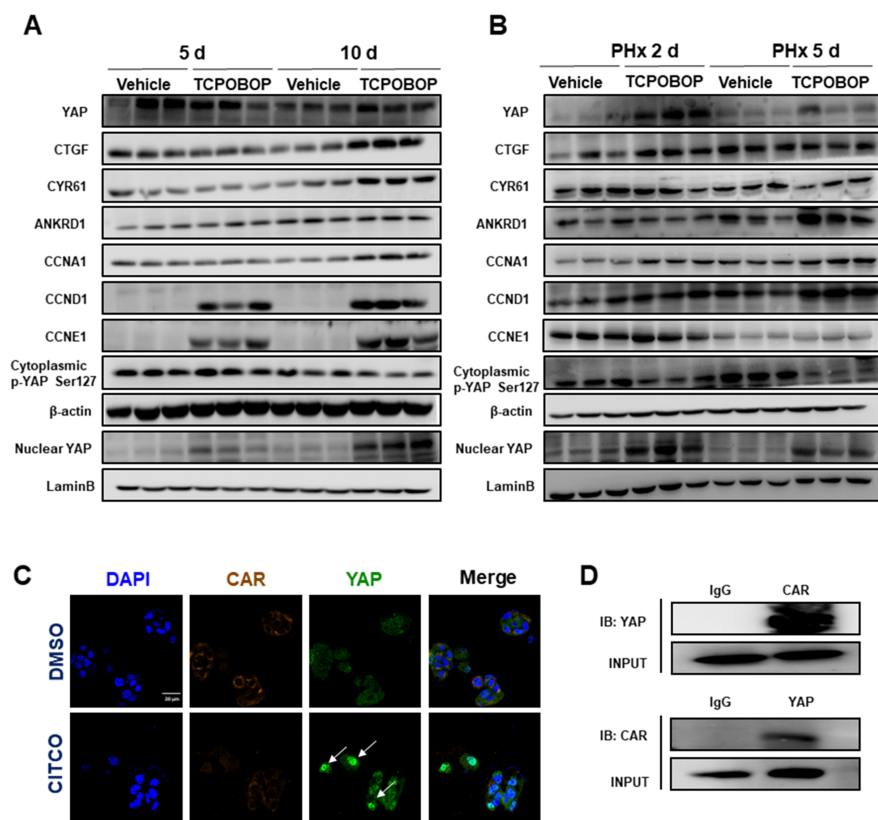 A
5 d 10 d
Vehicle TCPOBOP Vehicle TCPOBOP
YAP
CTGF
CYR61
ANKRD1
CCNA1
CCND1
CCNE1
Cytoplasmic
p-YAP Ser127
β-actin
Nuclear YAP
LaminB
B
PHx 2 d PHx 5 d
Vehicle TCPOBOP Vehicle TCPOBOP
YAP
CTGF
CYR61
ANKRD1
CCNA1
CCND1
CCNE1
Cytoplasmic
p-YAP Ser127
β-actin
Nuclear YAP
LaminB
C
DAPI CAR YAP Merge
DMSO
20 μm
CITCO
D
IgG CAR
IB: YAP
INPUT
IgG YAP
IB: CAR
INPUT